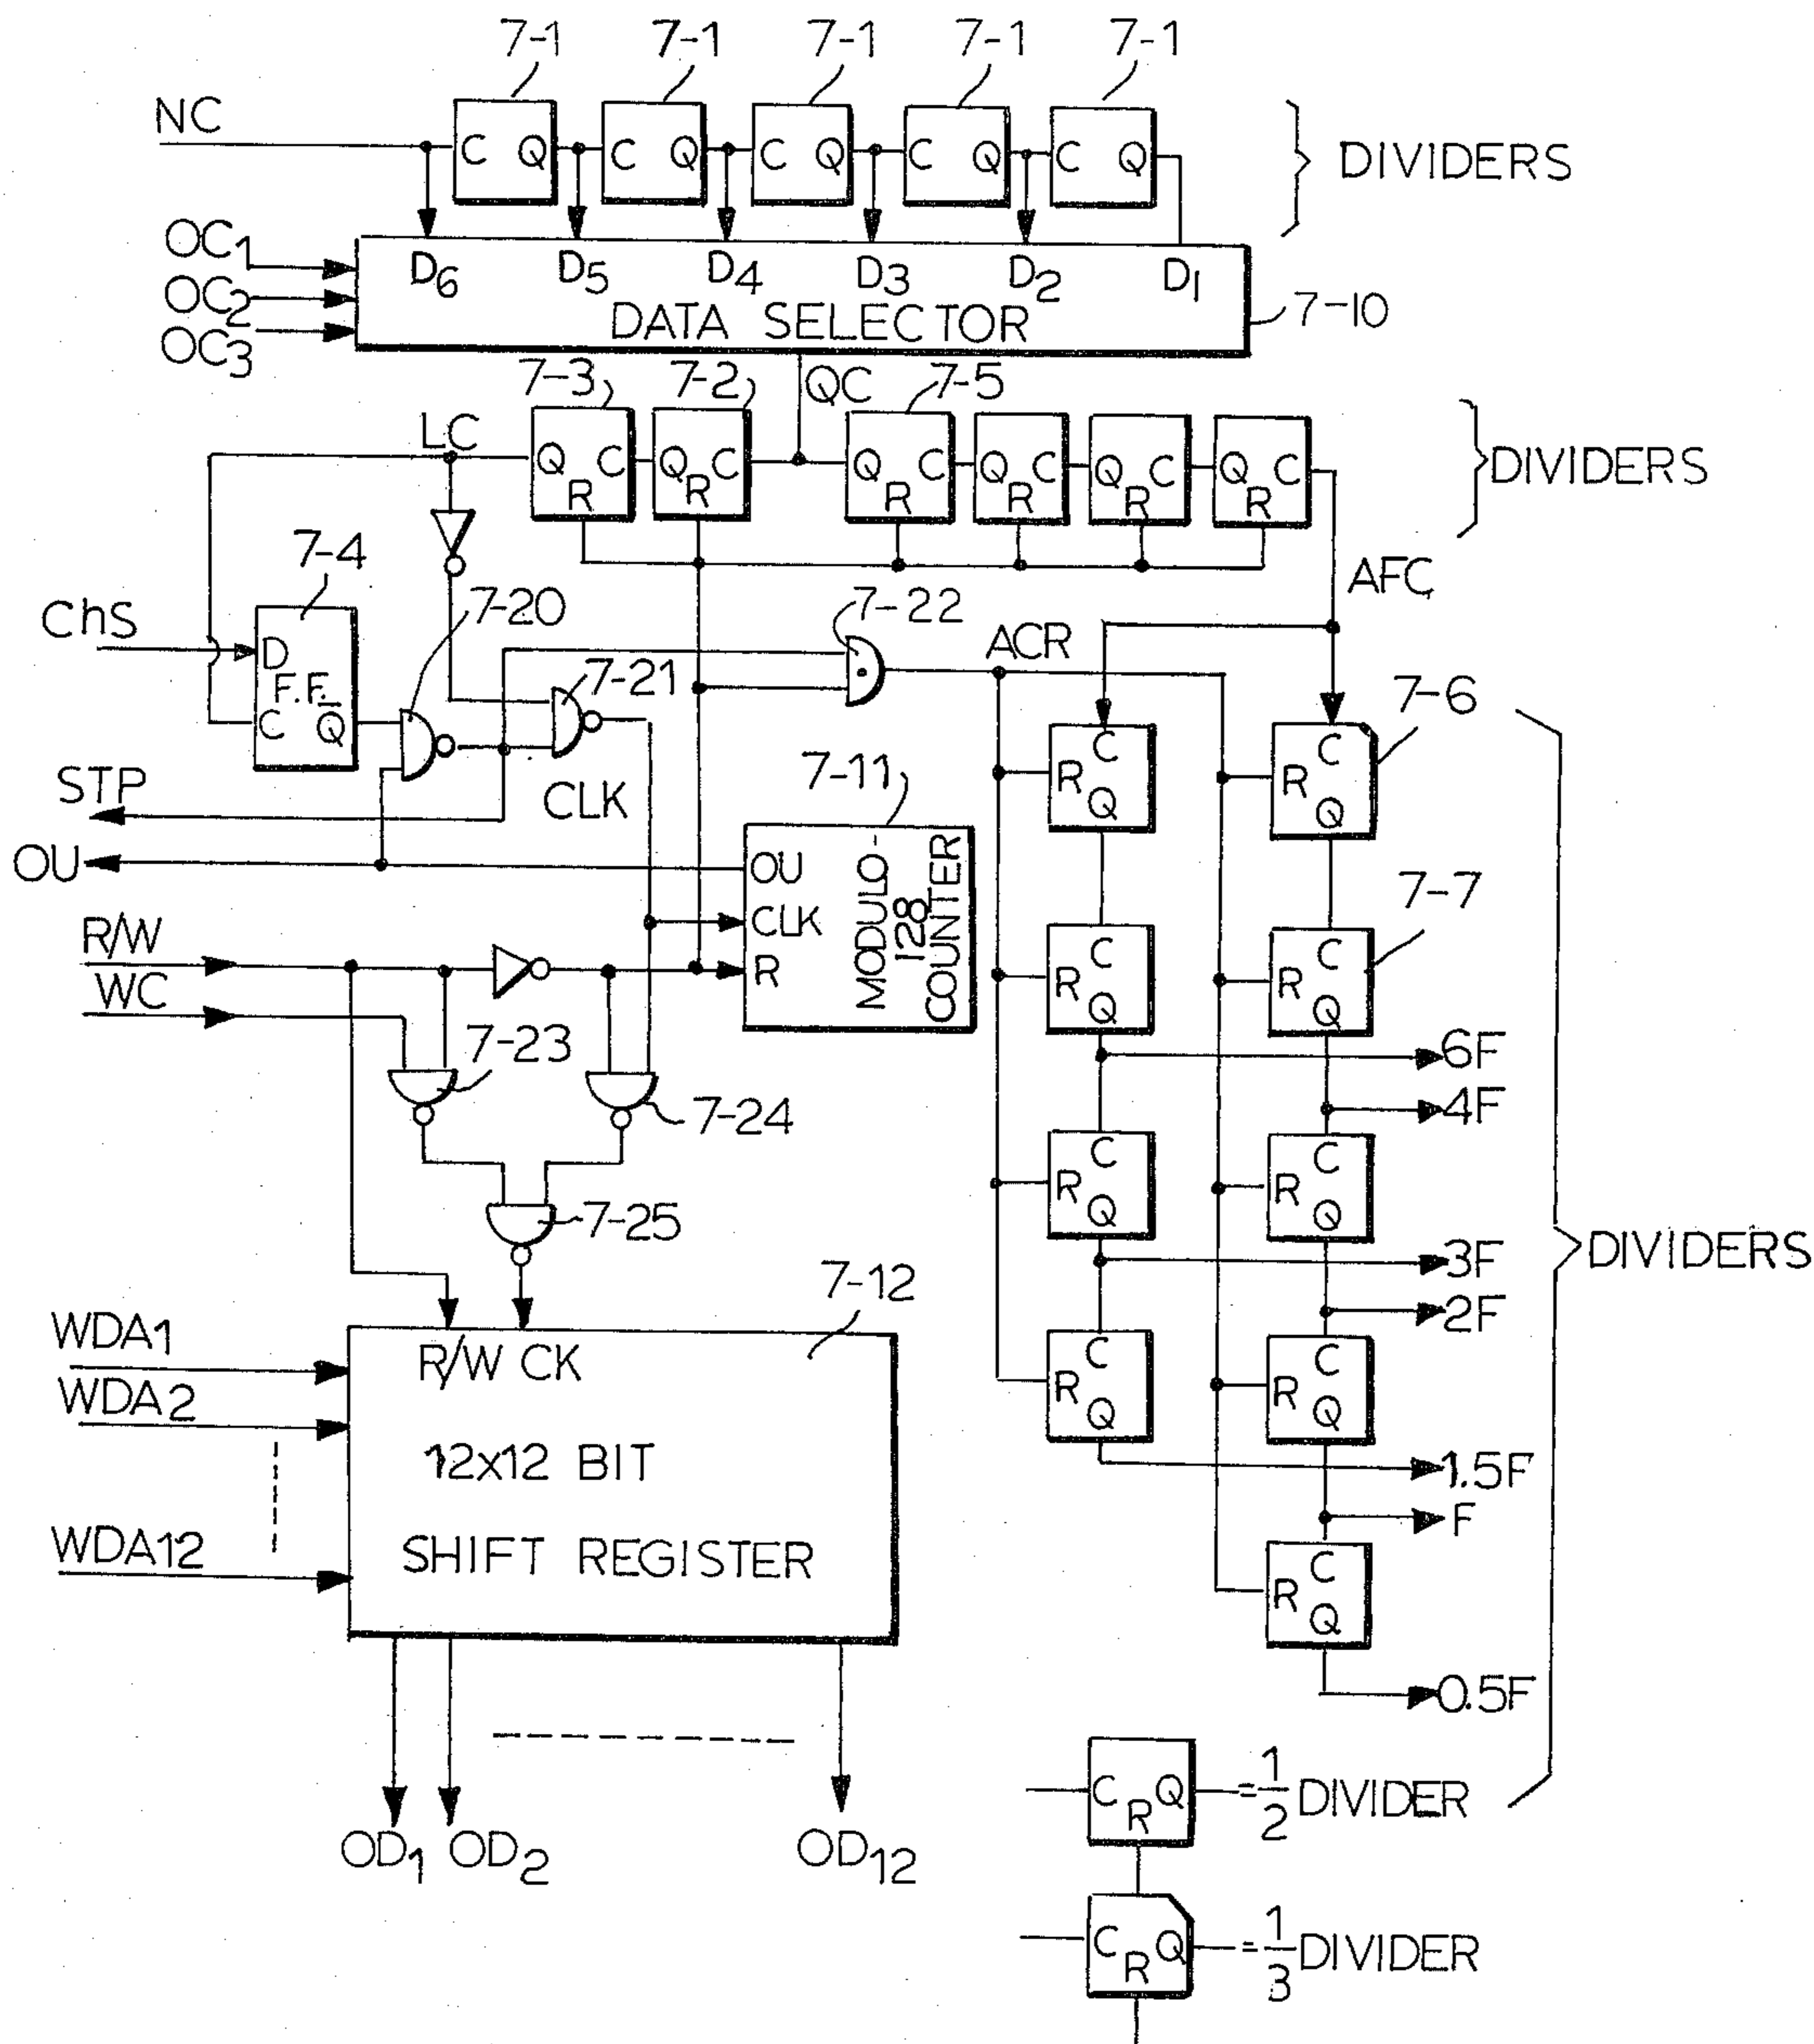 7-1 7-1 7-1 7-1 7-1
NC
C Q C Q C Q C Q C Q
DIVIDERS
OC1
OC2
OC3
D6 D5 D4 D3 D2 D1
DATA SELECTOR
7-10
7-3 7-2 QC 7-5
LC
Q C R Q C R Q C R Q C R Q C R Q C R
DIVIDERS
AFC
7-4
ChS
D
F.F.
C Q̅
7-20
7-21
7-22
ACR
STP
CLK
OU
7-11
OU
CLK
R
MODULO-
128
COUNTER
R/W
WC
7-23
7-24
7-25
7-6
C C
R R
Q Q
7-7
C C
R R
Q Q
6F
4F
C C
R R
Q Q
3F
2F
DIVIDERS
C C
R R
Q Q
1.5F
F
C
R
Q
0.5F
7-12
WDA1
WDA2
WDA12
R/W CK
12x12 BIT
SHIFT REGISTER
OD1 OD2 OD12
C R Q = 1/2 DIVIDER
C R Q = 1/3 DIVIDER